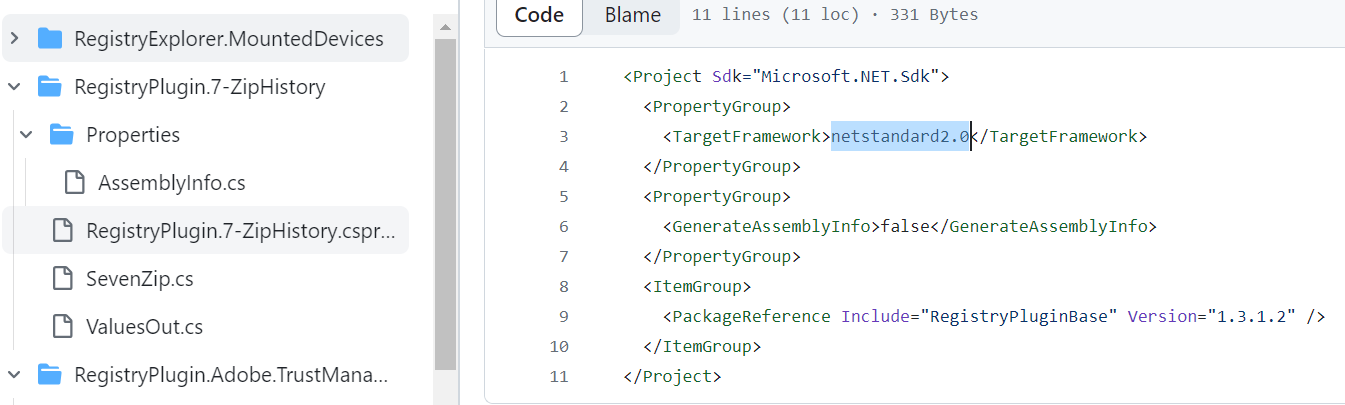 RegistryExplorer.MountedDevices
RegistryPlugin.7-ZipHistory
Properties
AssemblyInfo.cs
RegistryPlugin.7-ZipHistory.cspr...
SevenZip.cs
ValuesOut.cs
RegistryPlugin.Adobe.TrustMana...
Code Blame 11 lines (11 loc) · 331 Bytes
1 <Project Sdk="Microsoft.NET.Sdk">
2 <PropertyGroup>
3 <TargetFramework>netstandard2.0</TargetFramework>
4 </PropertyGroup>
5 <PropertyGroup>
6 <GenerateAssemblyInfo>false</GenerateAssemblyInfo>
7 </PropertyGroup>
8 <ItemGroup>
9 <PackageReference Include="RegistryPluginBase" Version="1.3.1.2" />
10 </ItemGroup>
11 </Project>